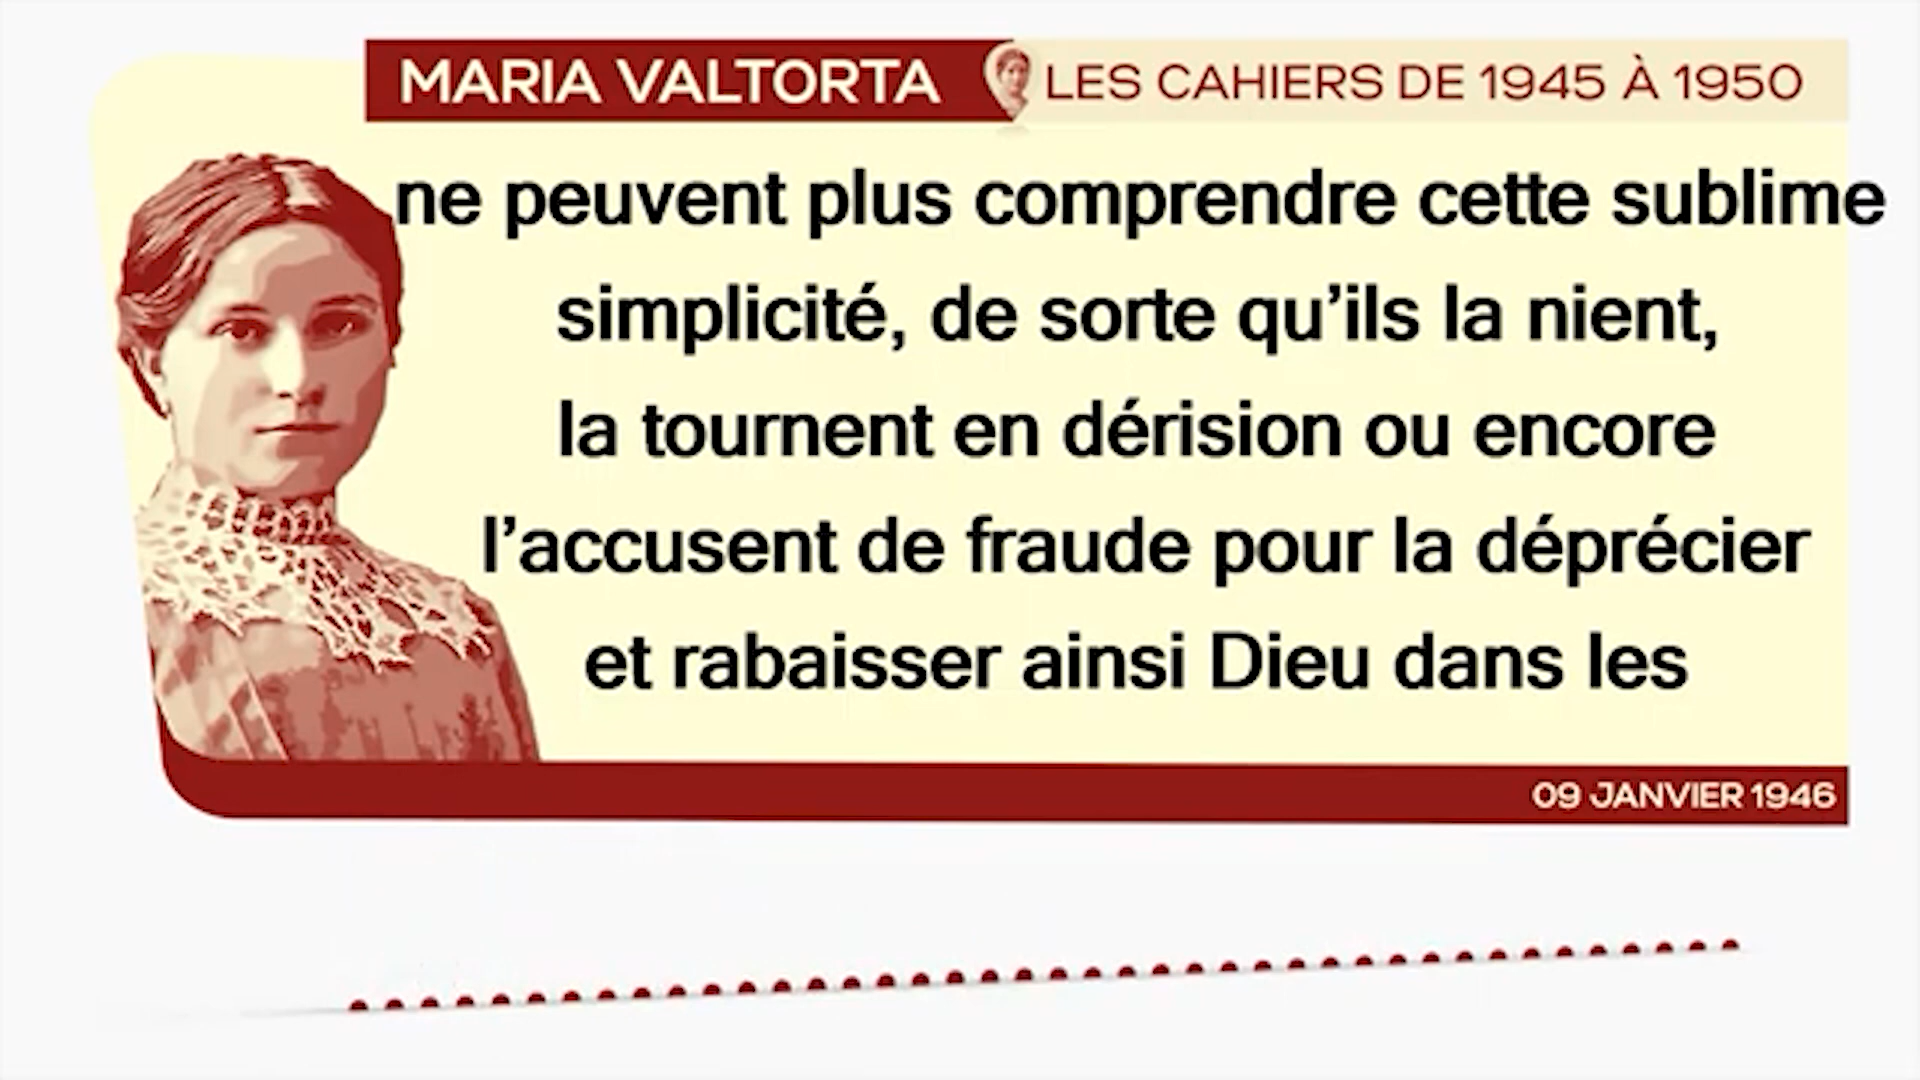 MARIA VALTORTA LES CAHIERS DE 1945 À 1950
ne peuvent plus comprendre cette sublime
simplicité, de sorte qu’ils la nient,
la tournent en dérision ou encore
l’accusent de fraude pour la déprécier
et rabaisser ainsi Dieu dans les
09 JANVIER 1946